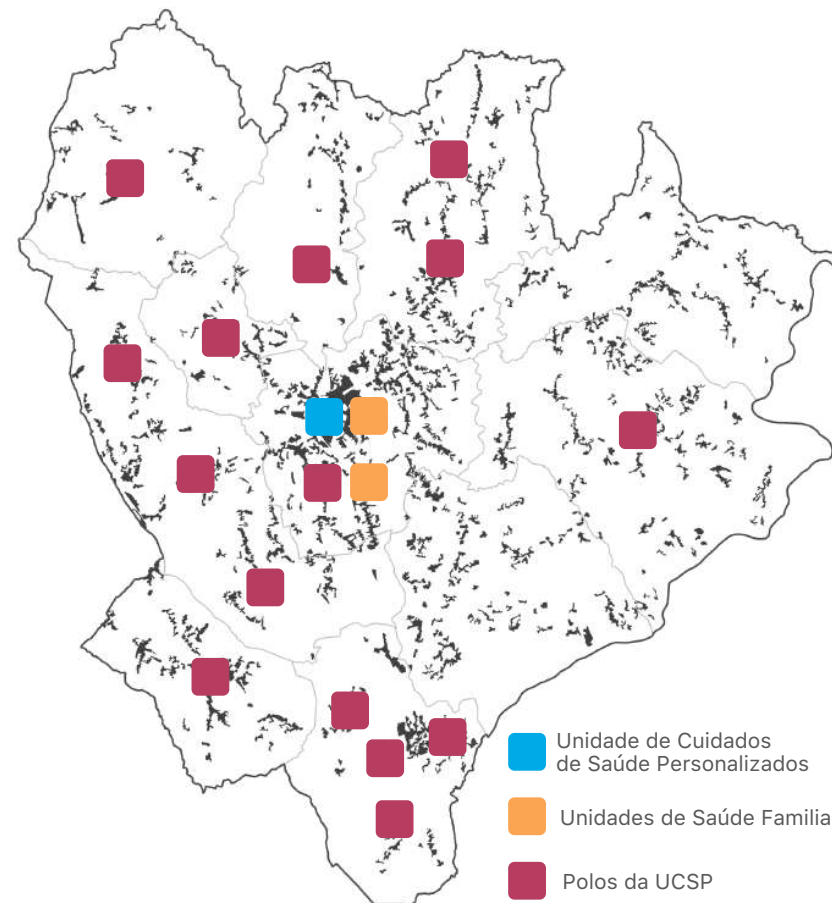 Unidade de Cuidados
de Saúde Personalizados
Unidades de Saúde Familia
Polos da UCSP